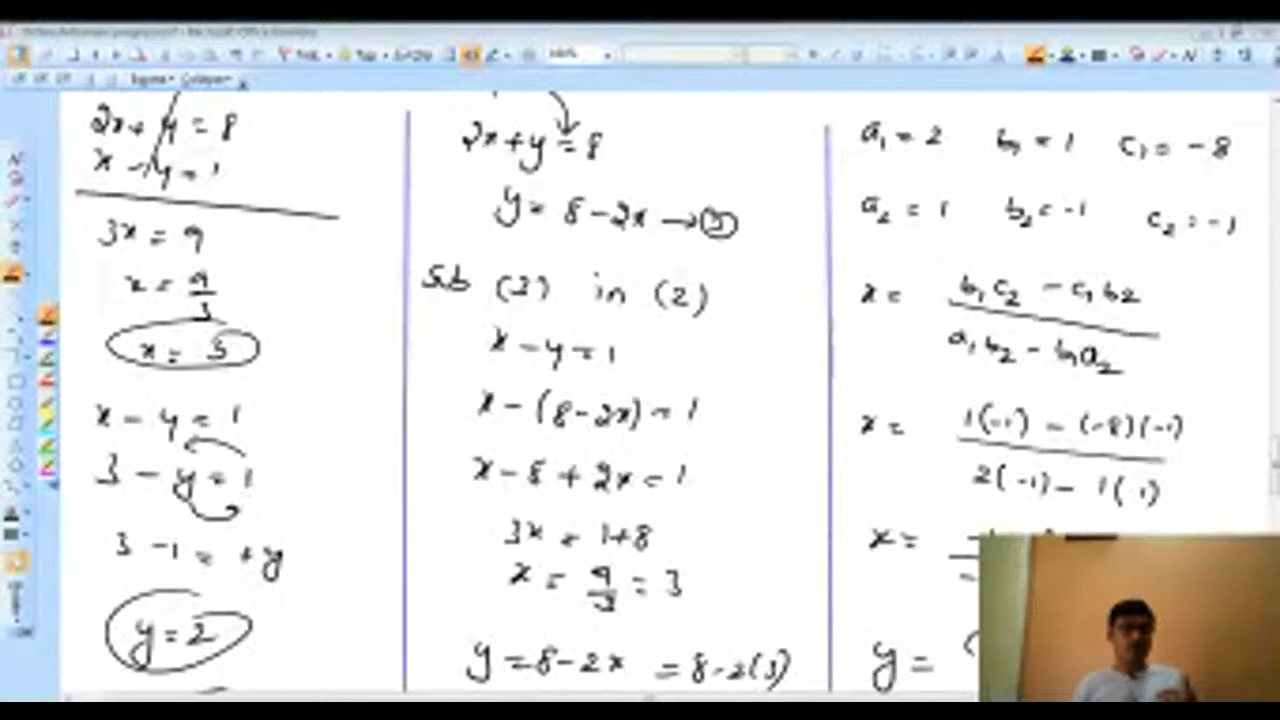 2x + y = 8
x - y = 1
3x = 9
x = 9/3
x = 3
x - y = 1
3 - y = 1
3 - 1 = + y
y = 2
2x + y = 8
y = 8 - 2x → (3)
Sub (3) in (2)
x - y = 1
x - (8 - 2x) = 1
x - 8 + 2x = 1
3x = 1 + 8
x = 9/3 = 3
y = 8 - 2x = 8 - 2(3)
a₁ = 2 b₁ = 1 c₁ = -8
a₂ = 1 b₂ = -1 c₂ = -1
x = b₁c₂ - c₁b₂
a₁b₂ - b₁a₂
x = 1(-1) - (-8)(-1)
2(-1) - 1(1)
x =
y =